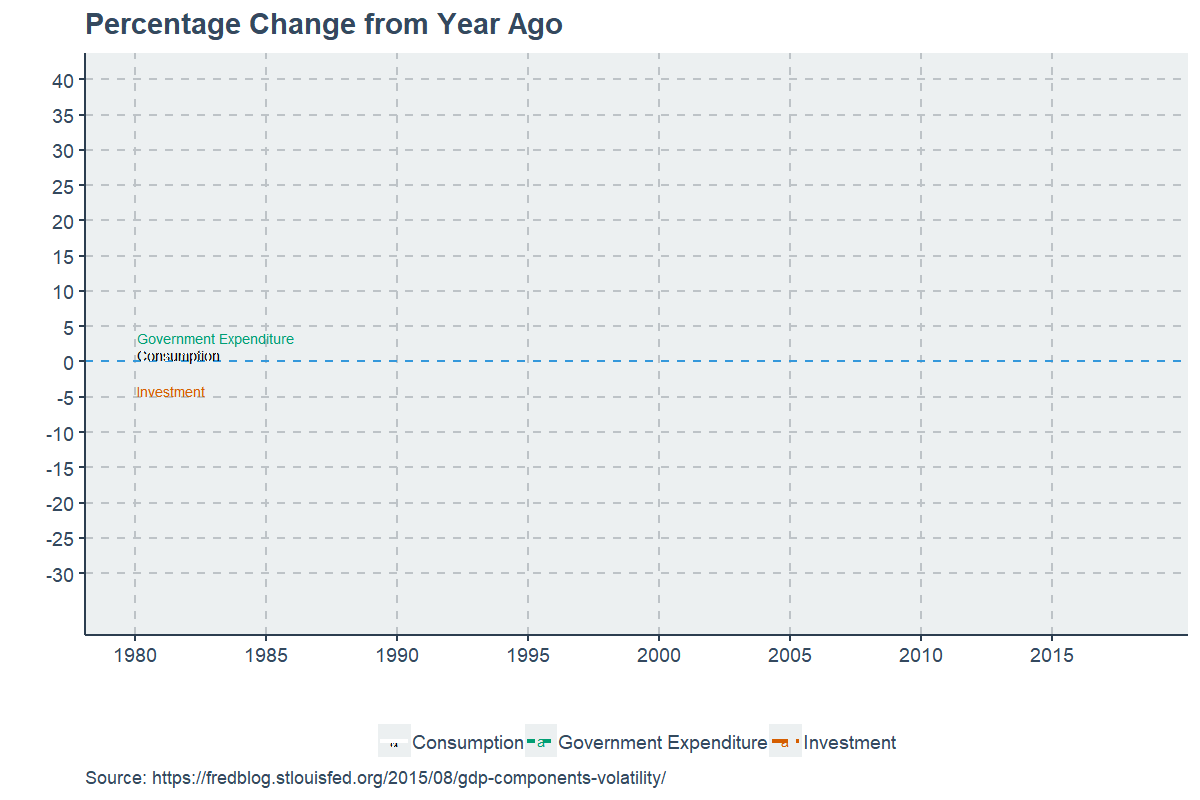 Percentage Change from Year Ago
40
35
30
25
20
15
10
5
Government Expenditure
Consumption
0
Investment
-5
-10
-15
-20
-25
-30
1980 1985 1990 1995 2000 2005 2010 2015
a Consumption a Government Expenditure a Investment
Source: https://fredblog.stlouisfed.org/2015/08/gdp-components-volatility/